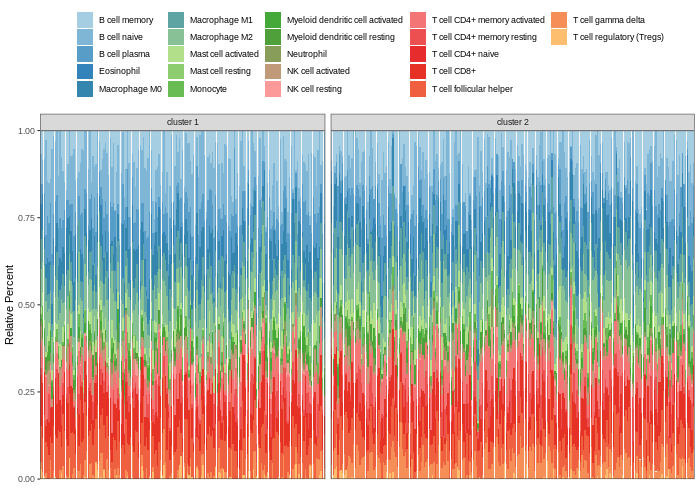 B cell memory
B cell naive
B cell plasma
Eosinophil
Macrophage M0
Macrophage M1
Macrophage M2
Mast cell activated
Mast cell resting
Monocyte
Myeloid dendritic cell activated
Myeloid dendritic cell resting
Neutrophil
NK cell activated
NK cell resting
T cell CD4+ memory activated
T cell CD4+ memory resting
T cell CD4+ naive
T cell CD8+
T cell follicular helper
T cell gamma delta
T cell regulatory (Tregs)
cluster 1
cluster 2
1.00
0.75
0.50
0.25
0.00
Relative Percent